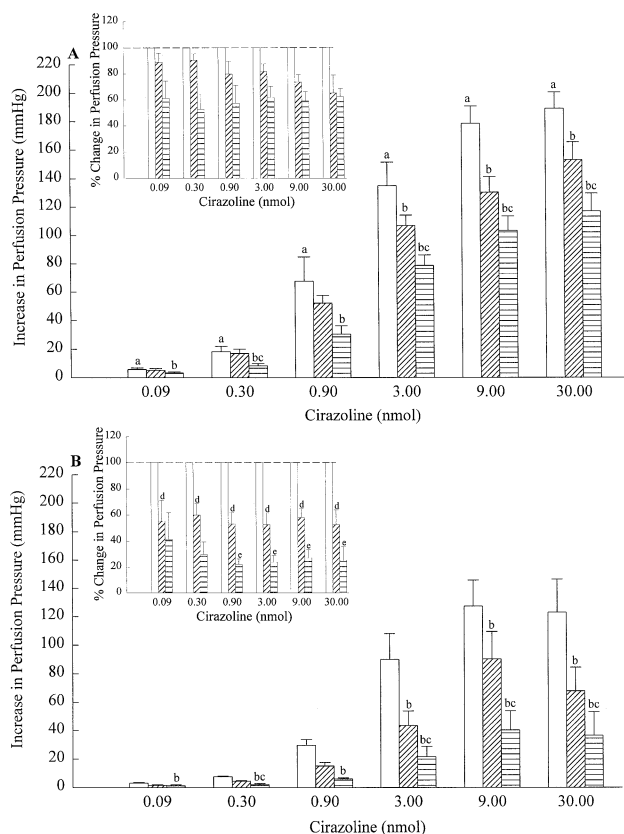 A
% Change in Perfusion Pressure
120
100
80
60
40
20
0
0.09 0.30 0.90 3.00 9.00 30.00
Cirazoline (nmol)
Increase in Perfusion Pressure (mmHg)
220
200
180
160
140
120
100
80
60
40
20
0
a b
a bc
a b
a b bc
a b bc
a b bc
0.09 0.30 0.90 3.00 9.00 30.00
Cirazoline (nmol)
B
% Change in Perfusion Pressure
120
100
80
60
40
20
0
d
d
d e
d e
d e
d e
0.09 0.30 0.90 3.00 9.00 30.00
Cirazoline (nmol)
Increase in Perfusion Pressure (mmHg)
220
200
180
160
140
120
100
80
60
40
20
0
b
bc
b
b bc
b bc
b bc
0.09 0.30 0.90 3.00 9.00 30.00
Cirazoline (nmol)